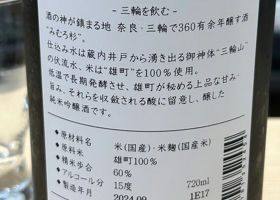 - 三輪を飲む -
酒の神が鎮まる地 奈良・三輪で360有余年醸す酒
“みむろ杉”。
仕込み水は蔵内井戸から湧き出る御神体“三輪山”
の伏流水、米は“雄町”を100%使用。
低温で長期発酵させ、雄町が秘める上品な甘み・
旨み、それらを収斂される酸に留意し、醸した
純米吟醸酒です。
◆原材料名 米(国産)・米麹(国産米)
◆原料米 雄町100%
◆精米歩合 60%
◆アルコール分 15度 720ml
◆製造年月 2024.09 1E17